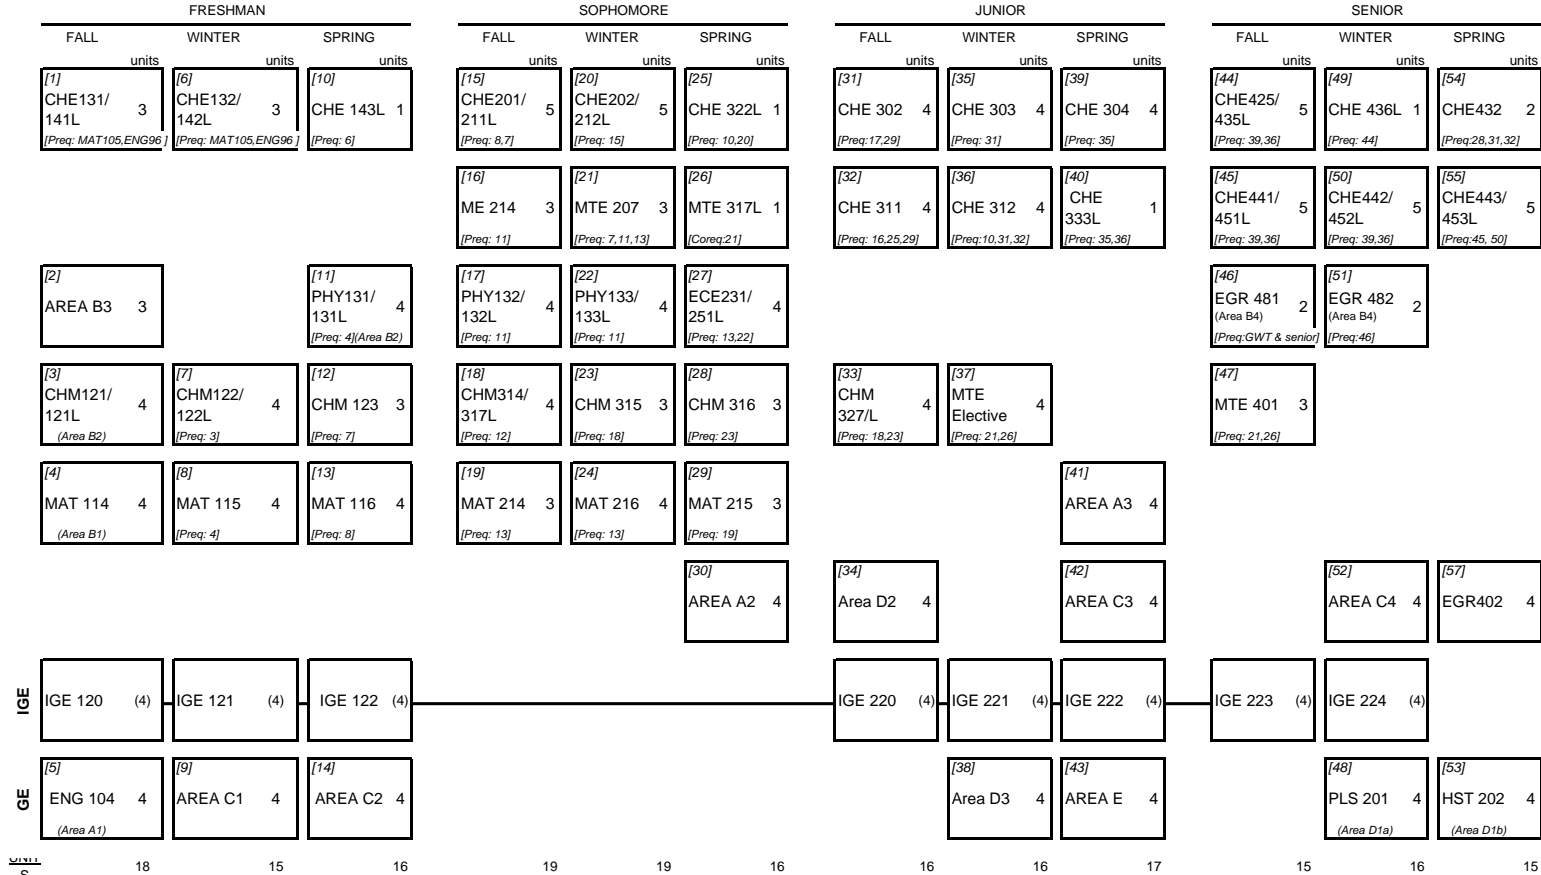 FRESHMAN SOPHOMORE JUNIOR SENIOR
FALL WINTER SPRING FALL WINTER SPRING FALL WINTER SPRING FALL WINTER SPRING
units units units units units units units units units units units units
[1] [6] [10] [15] [20] [25] [31] [35] [39] [44] [49] [54]
CHE131/ CHE132/ CHE201/ CHE202/ CHE425/
3 3 CHE 143L 1 5 5 CHE 322L 1 CHE 302 4 CHE 303 4 CHE 304 4 5 CHE 436L 1 CHE432 2
141L 142L 211L 212L 435L
[Preq: MAT105,ENG96 ] [Preq: MAT105,ENG96 ] [Preq: 6] [Preq: 8,7] [Preq: 15] [Preq: 10,20] [Preq:17,29] [Preq: 31] [Preq: 35] [Preq: 39,36] [Preq: 44] [Preq:28,31,32]
[16] [21] [26] [32] [36] [40] [45] [50] [55]
CHE CHE441/ CHE442/ CHE443/
ME 214 3 MTE 207 3 MTE 317L 1 CHE 311 4 CHE 312 4 1 5 5 5
333L 451L 452L 453L
[Preq: 11] [Preq: 7,11,13] [Coreq:21] [Preq: 16,25,29] [Preq:10,31,32] [Preq: 35,36] [Preq: 39,36] [Preq: 39,36] [Preq:45, 50]
[2] [11] [17] [22] [27] [46] [51]
PHY131/ PHY132/ PHY133/ ECE231/ EGR 481 EGR 482
AREA B3 3 4 4 4 4 2 2
131L 132L 133L 251L (Area B4) (Area B4)
[Preq: 4](Area B2) [Preq: 11] [Preq: 11] [Preq: 13,22] [Preq:GWT & senior] [Preq:46]
[3] [7] [12] [18] [23] [28] [33] [37] [47]
CHM121/ CHM122/ CHM314/ CHM MTE
4 4 CHM 123 3 4 CHM 315 3 CHM 316 3 4 4 MTE 401 3
121L 122L 317L 327/L Elective
(Area B2) [Preq: 3] [Preq: 7] [Preq: 12] [Preq: 18] [Preq: 23] [Preq: 18,23] [Preq: 21,26] [Preq: 21,26]
[4] [8] [13] [19] [24] [29] [41]
MAT 114 4 MAT 115 4 MAT 116 4 MAT 214 3 MAT 216 4 MAT 215 3 AREA A3 4
(Area B1) [Preq: 4] [Preq: 8] [Preq: 13] [Preq: 13] [Preq: 19]
[30] [34] [42] [52] [57]
AREA A2 4 Area D2 4 AREA C3 4 AREA C4 4 EGR402 4
IGE IGE 120 (4) IGE 121 (4) IGE 122 (4) IGE 220 (4) IGE 221 (4) IGE 222 (4) IGE 223 (4) IGE 224 (4)
[5] [9] [14] [38] [43] [48] [53]
GE ENG 104 4 AREA C1 4 AREA C2 4 Area D3 4 AREA E 4 PLS 201 4 HST 202 4
(Area A1) (Area D1a) (Area D1b)
18 15 16 19 19 16 16 16 17 15 16 15